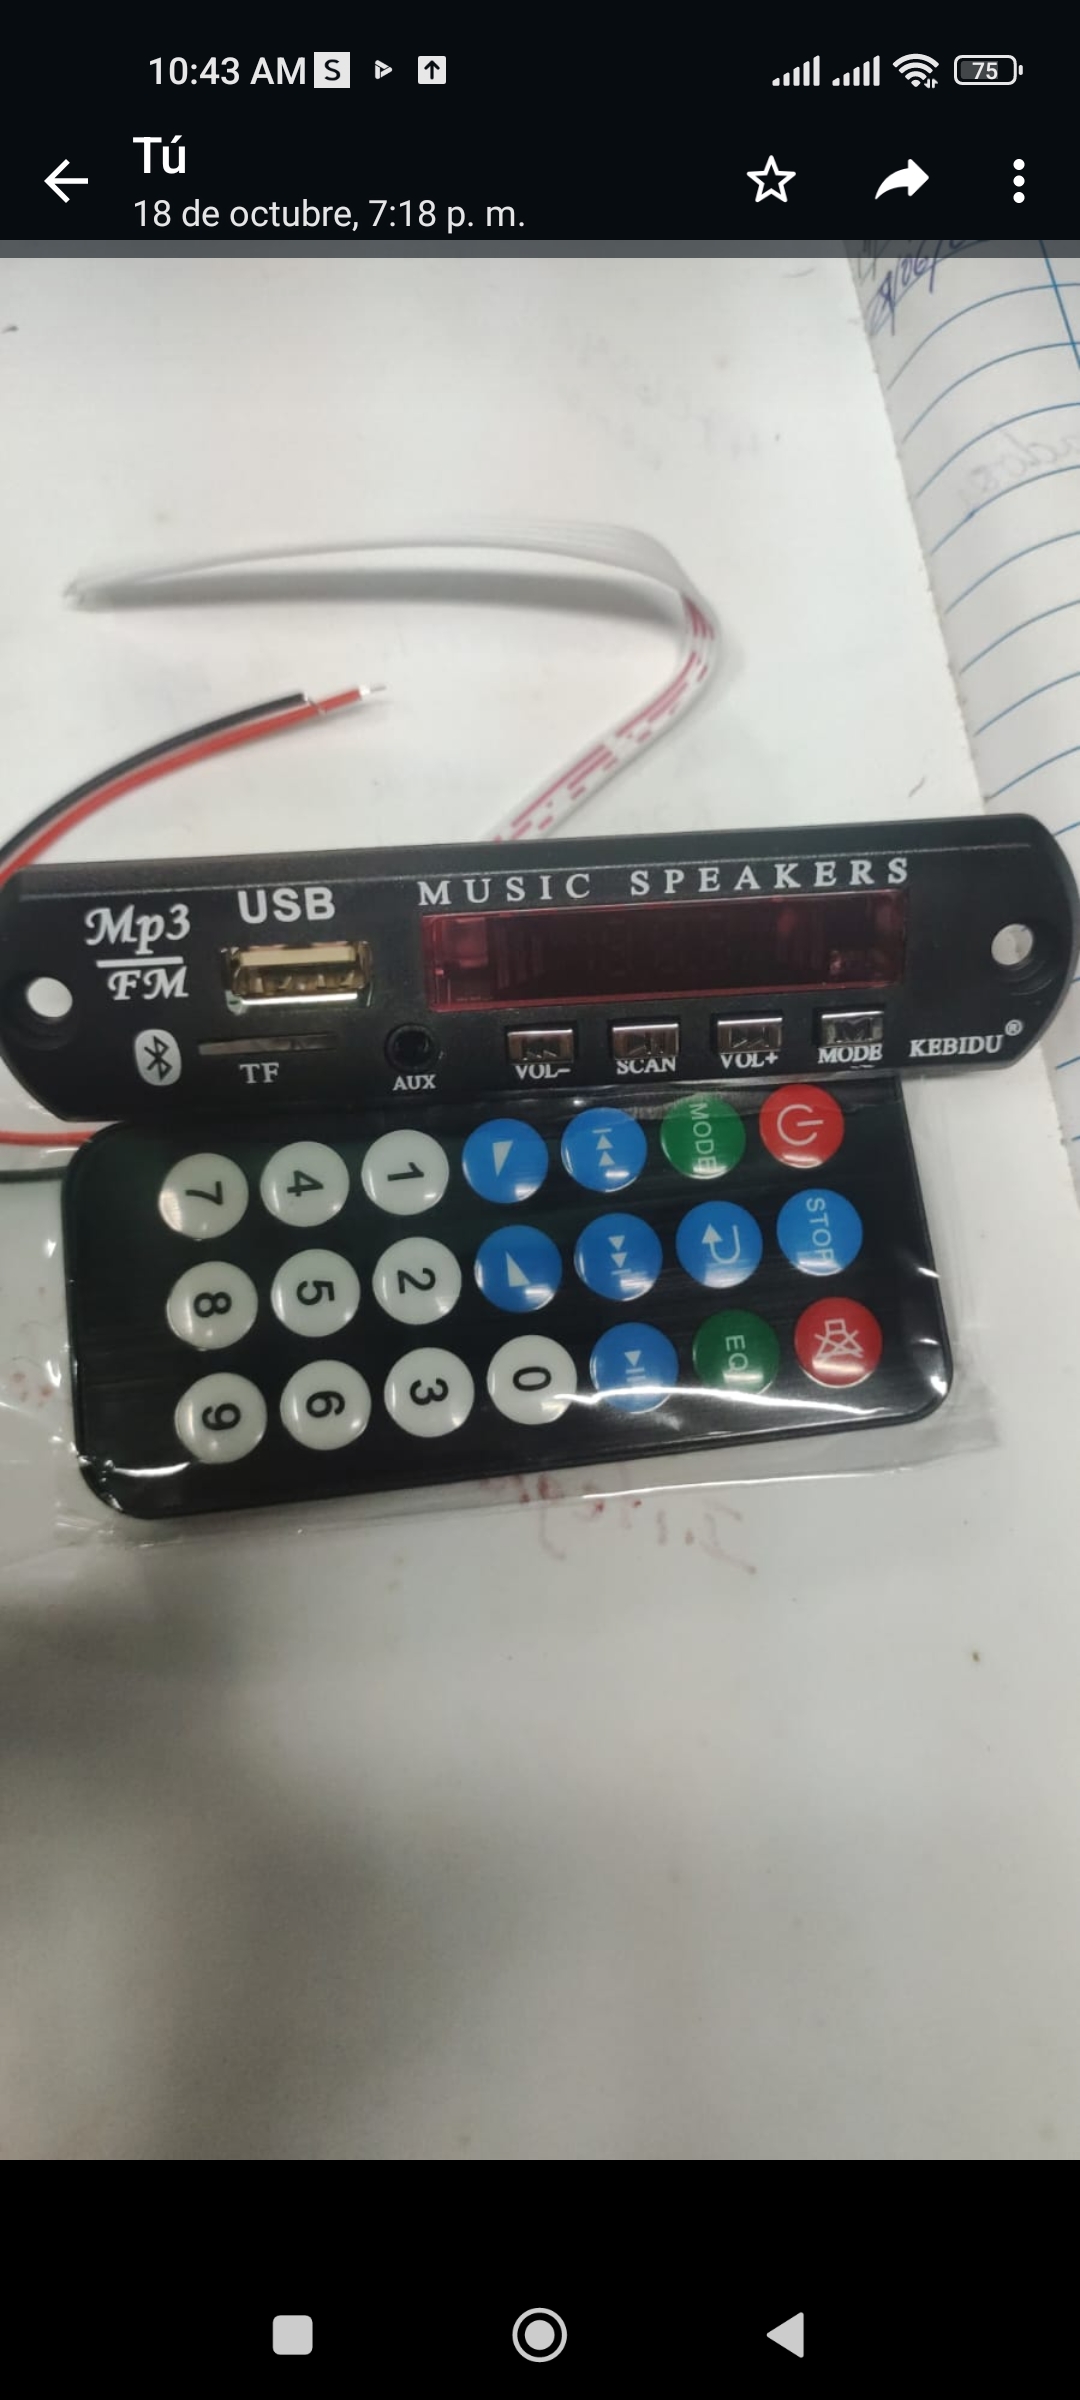 10:43 AM S 75
Tú
18 de octubre, 7:18 p. m.
MUSIC SPEAKERS
USB
Mp3
FM
TF
AUX
VOL-
SCAN
VOL+
MODE
KEBIDU®
7 4 1 MODE
8 5 2 STOP
9 6 3 0 EQ